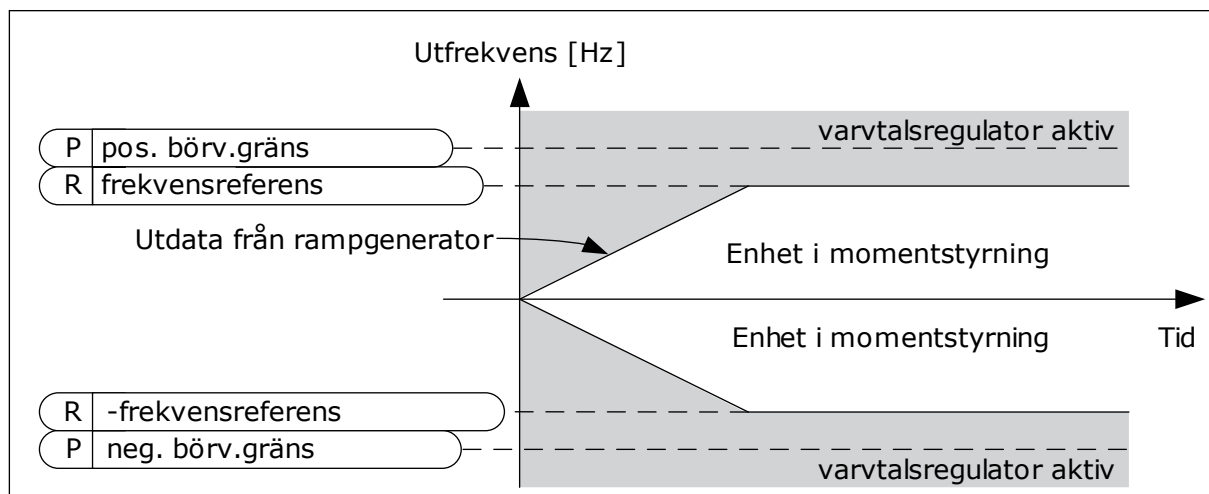 Utfrekvens [Hz]
varvtalsregulator aktiv
P pos. börv.gräns
R frekvensreferens
Utdata från rampgenerator
Enhet i momentstyrning
Enhet i momentstyrning
Tid
R -frekvensreferens
P neg. börv.gräns
varvtalsregulator aktiv